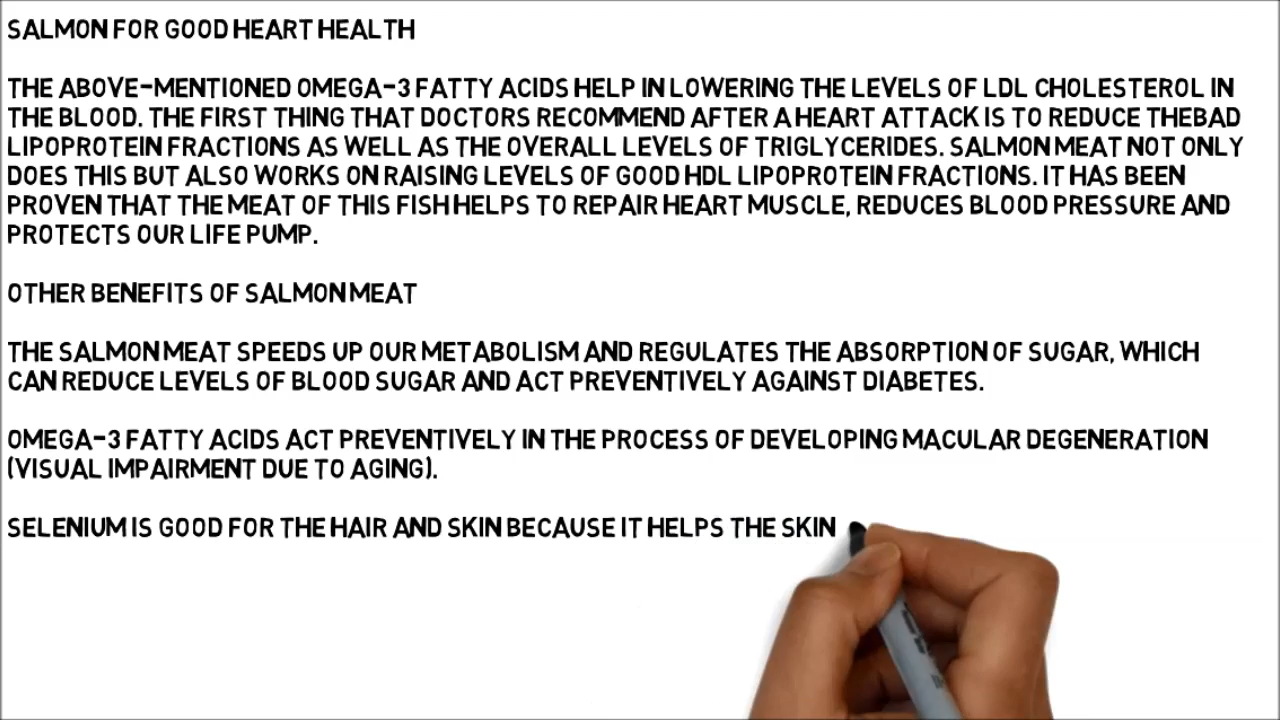 SALMON FOR GOOD HEART HEALTH
THE ABOVE-MENTIONED OMEGA-3 FATTY ACIDS HELP IN LOWERING THE LEVELS OF LDL CHOLESTEROL IN
THE BLOOD. THE FIRST THING THAT DOCTORS RECOMMEND AFTER A HEART ATTACK IS TO REDUCE THEBAD
LIPOPROTEIN FRACTIONS AS WELL AS THE OVERALL LEVELS OF TRIGLYCERIDES. SALMON MEAT NOT ONLY
DOES THIS BUT ALSO WORKS ON RAISING LEVELS OF GOOD HDL LIPOPROTEIN FRACTIONS. IT HAS BEEN
PROVEN THAT THE MEAT OF THIS FISH HELPS TO REPAIR HEART MUSCLE, REDUCES BLOOD PRESSURE AND
PROTECTS OUR LIFE PUMP.
OTHER BENEFITS OF SALMON MEAT
THE SALMON MEAT SPEEDS UP OUR METABOLISM AND REGULATES THE ABSORPTION OF SUGAR, WHICH
CAN REDUCE LEVELS OF BLOOD SUGAR AND ACT PREVENTIVELY AGAINST DIABETES.
OMEGA-3 FATTY ACIDS ACT PREVENTIVELY IN THE PROCESS OF DEVELOPING MACULAR DEGENERATION
(VISUAL IMPAIRMENT DUE TO AGING).
SELENIUM IS GOOD FOR THE HAIR AND SKIN BECAUSE IT HELPS THE SKIN